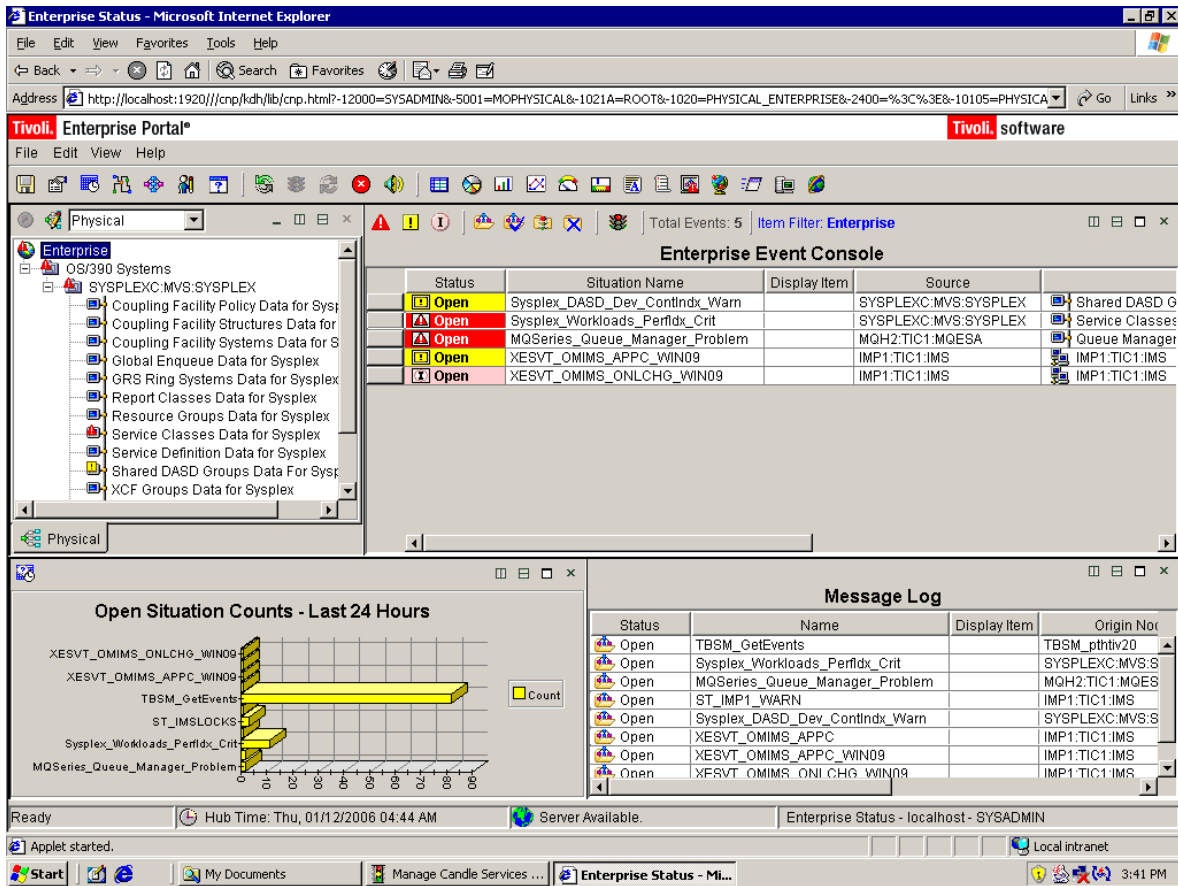 Enterprise Status - Microsoft Internet Explorer
File Edit View Favorites Tools Help
Back Search Favorites
Address http://localhost:1920///cnp/kdh/lib/cnp.html?-12000=SYSADMIN&-5001=MOPHYSICAL&-1021A=ROOT&-1020=PHYSICAL_ENTERPRISE&-2400=%3C%3E&-10105=PHYSICA Go Links »
Tivoli. Enterprise Portal® Tivoli. software
File Edit View Help
Physical
Enterprise
OS/390 Systems
SYSPLEXC:MVS:SYSPLEX
Coupling Facility Policy Data for Sysp
Coupling Facility Structures Data for
Coupling Facility Systems Data for S
Global Enqueue Data for Sysplex
GRS Ring Systems Data for Sysplex
Report Classes Data for Sysplex
Resource Groups Data for Sysplex
Service Classes Data for Sysplex
Service Definition Data for Sysplex
Shared DASD Groups Data For Sysp
XCF Groups Data for Sysplex
Physical
Total Events: 5 Item Filter: Enterprise
Enterprise Event Console
Status Situation Name Display Item Source
Open Sysplex_DASD_Dev_ContIndx_Warn SYSPLEXC:MVS:SYSPLEX Shared DASD G
Open Sysplex_Workloads_PerfIdx_Crit SYSPLEXC:MVS:SYSPLEX Service Classes
Open MQSeries_Queue_Manager_Problem MQH2:TIC1:MQESA Queue Manager
Open XESVT_OMIMS_APPC_WIN09 IMP1:TIC1:IMS IMP1:TIC1:IMS
Open XESVT_OMIMS_ONLCHG_WIN09 IMP1:TIC1:IMS IMP1:TIC1:IMS
Open Situation Counts - Last 24 Hours
XESVT_OMIMS_ONLCHG_WIN09
XESVT_OMIMS_APPC_WIN09
TBSM_GetEvents
ST_IMSLOCKS
Sysplex_Workloads_PerfIdx_Crit
MQSeries_Queue_Manager_Problem
0 10 20 30 40 50 60 70 80 90
Count
Message Log
Status Name Display Item Origin Noc
Open TBSM_GetEvents TBSM_pthtiv20
Open Sysplex_Workloads_PerfIdx_Crit SYSPLEXC:MVS:S
Open MQSeries_Queue_Manager_Problem MQH2:TIC1:MQES
Open ST_IMP1_WARN IMP1:TIC1:IMS
Open Sysplex_DASD_Dev_ContIndx_Warn SYSPLEXC:MVS:S
Open XESVT_OMIMS_APPC IMP1:TIC1:IMS
Open XESVT_OMIMS_APPC_WIN09 IMP1:TIC1:IMS
Open XESVT_OMIMS_ONLCHG_WIN09 IMP1:TIC1:IMS
Ready Hub Time: Thu, 01/12/2006 04:44 AM Server Available. Enterprise Status - localhost - SYSADMIN
Applet started. Local intranet
Start My Documents Manage Candle Services ... Enterprise Status - Mi... 3:41 PM